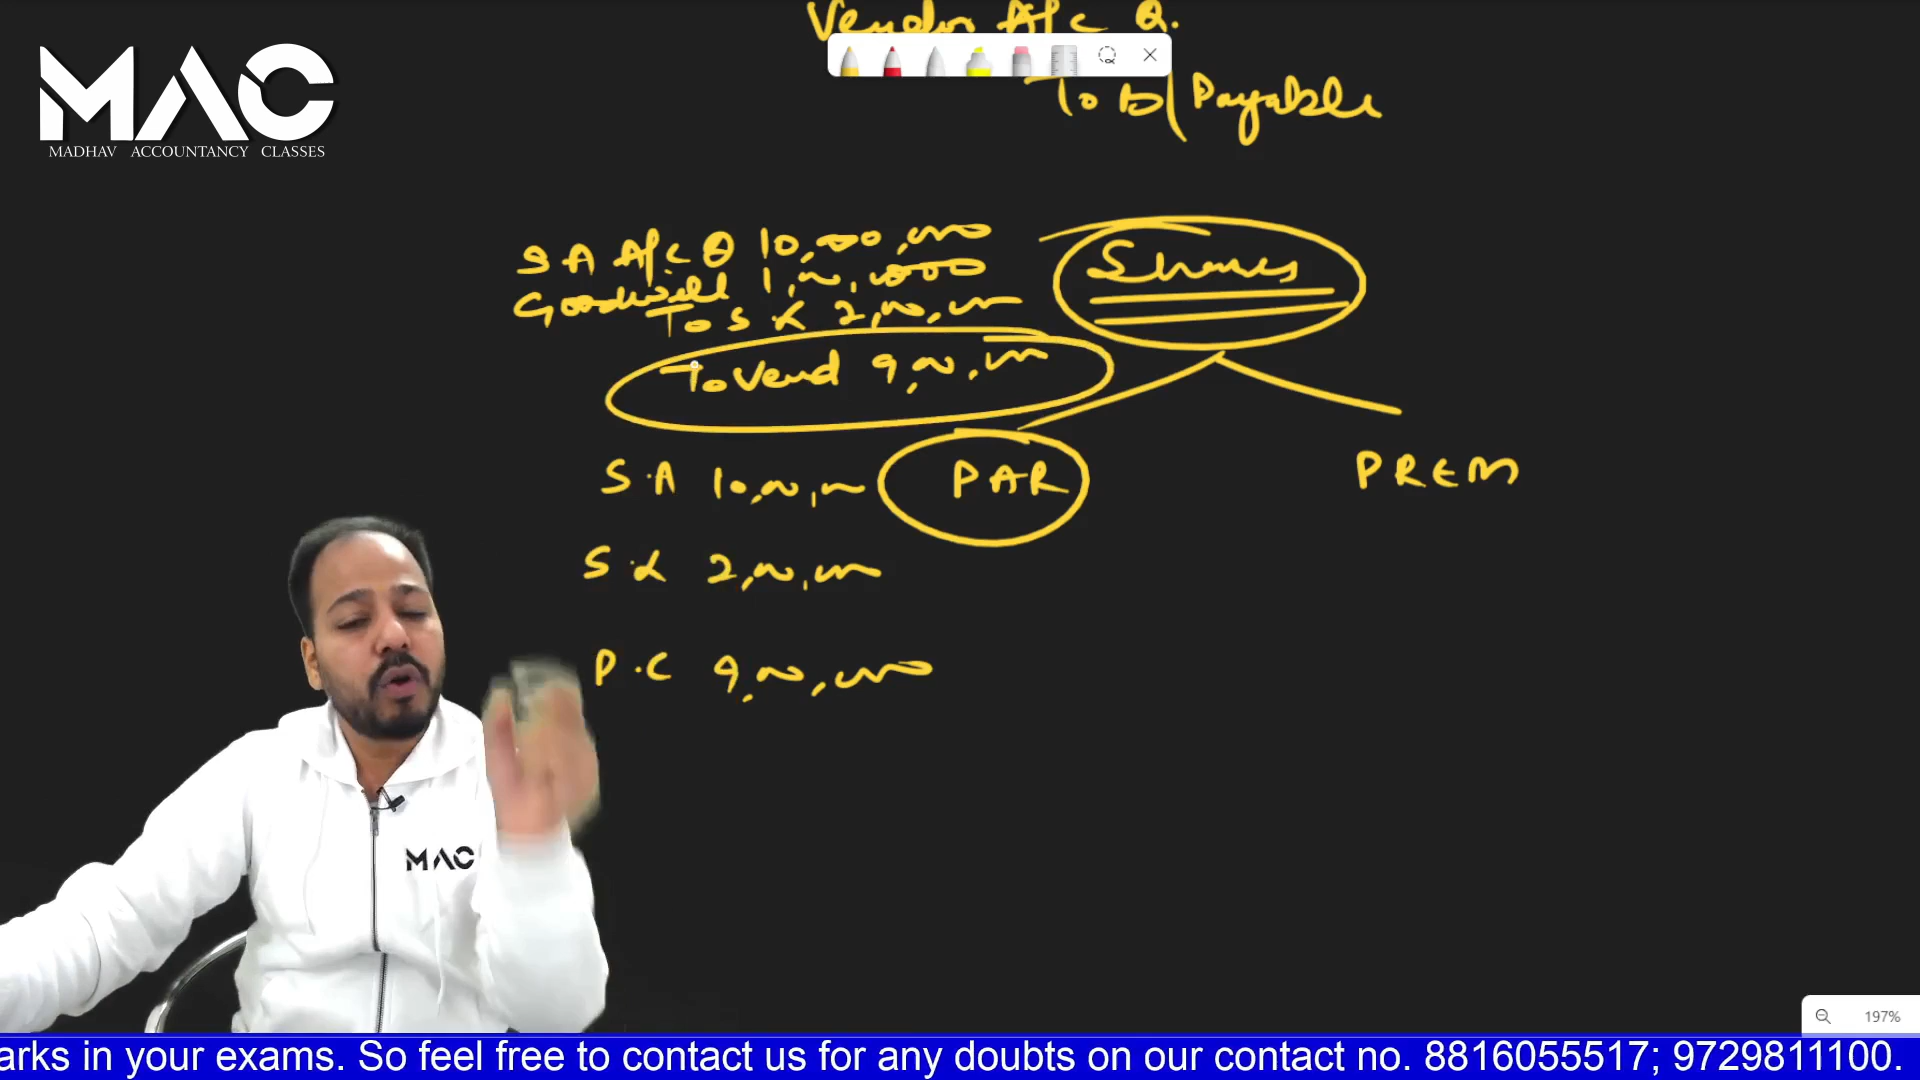 Vendor A/c Dr.
To B/Payable
MAC
MADHAV ACCOUNTANCY CLASSES
SA A/c Dr 10,00,000
Goodwill 1,00,000
To S.L 2,00,000
To Vend 9,00,000
Shares
S.A 10,00,000
PAR
PREM
S.L 2,00,000
P.C 9,00,000
MAC
197%
arks in your exams. So feel free to contact us for any doubts on our contact no. 8816055517; 9729811100.